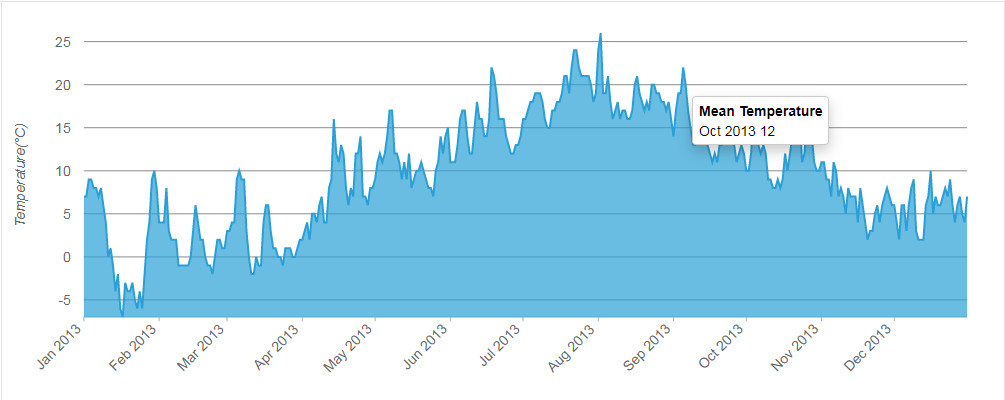 25
20
Mean Temperature
Oct 2013 12
15
10
5
0
-5
Temperature(°C)
Jan 2013
Feb 2013
Mar 2013
Apr 2013
May 2013
Jun 2013
Jul 2013
Aug 2013
Sep 2013
Oct 2013
Nov 2013
Dec 2013